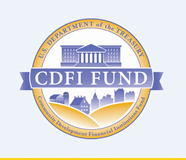 U.S. DEPARTMENT of the TREASURY
CDFI FUND
Community Development Financial Institutions Fund